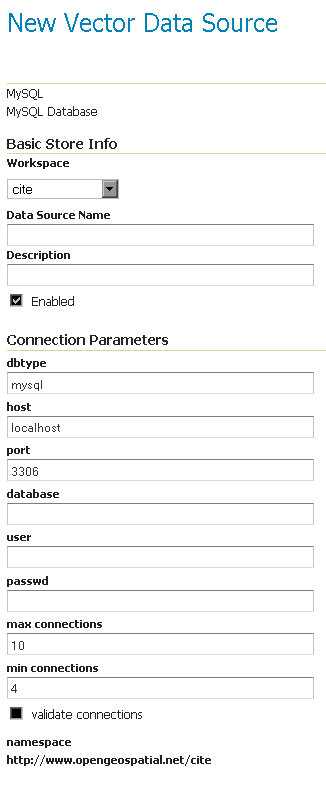 New Vector Data Source
MySQL
MySQL Database
Basic Store Info
Workspace
cite
Data Source Name
Description
Enabled
Connection Parameters
dbtype
mysql
host
localhost
port
3306
database
user
passwd
max connections
10
min connections
4
validate connections
namespace
http://www.opengeospatial.net/cite